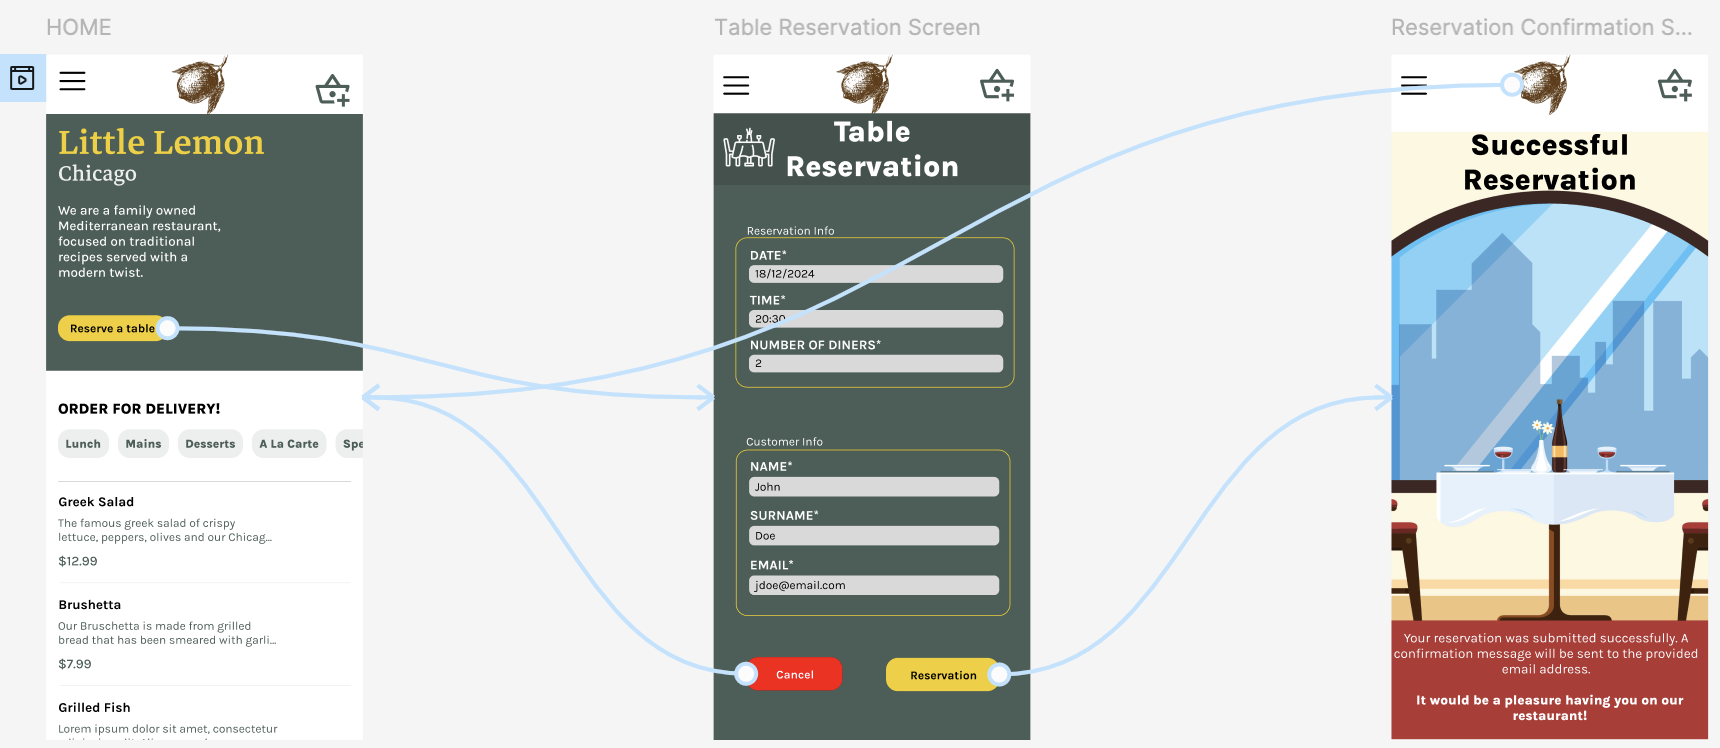 HOME
Little Lemon
Chicago
We are a family owned
Mediterranean restaurant,
focused on traditional
recipes served with a
modern twist.
Reserve a table
ORDER FOR DELIVERY!
Lunch Mains Desserts A La Carte Spe
Greek Salad
The famous greek salad of crispy
lettuce, peppers, olives and our Chicag...
$12.99
Brushetta
Our Bruschetta is made from grilled
bread that has been smeared with garli...
$7.99
Grilled Fish
Lorem ipsum dolor sit amet, consectetur
Table Reservation Screen
Table
Reservation
Reservation Info
DATE*
18/12/2024
TIME*
20:30
NUMBER OF DINERS*
2
Customer Info
NAME*
John
SURNAME*
Doe
EMAIL*
jdoe@email.com
Cancel
Reservation
Reservation Confirmation S...
Successful
Reservation
Your reservation was submitted successfully. A
confirmation message will be sent to the provided
email address.
It would be a pleasure having you on our
restaurant!